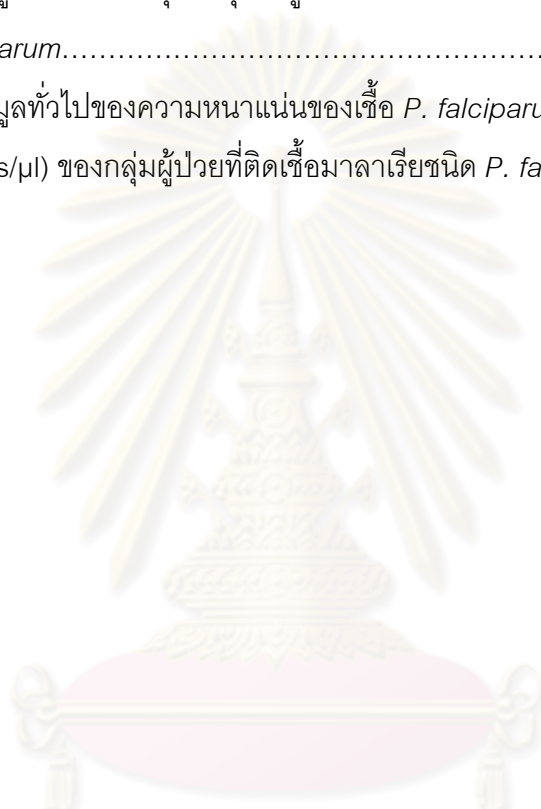 arum……………………………………………
มูลทั่วไปของความหนาแน่นของเชื้อ P. falciparu
s/µl) ของกลุ่มผู้ป่วยที่ติดเชื้อมาลาเรียชนิด P. fa